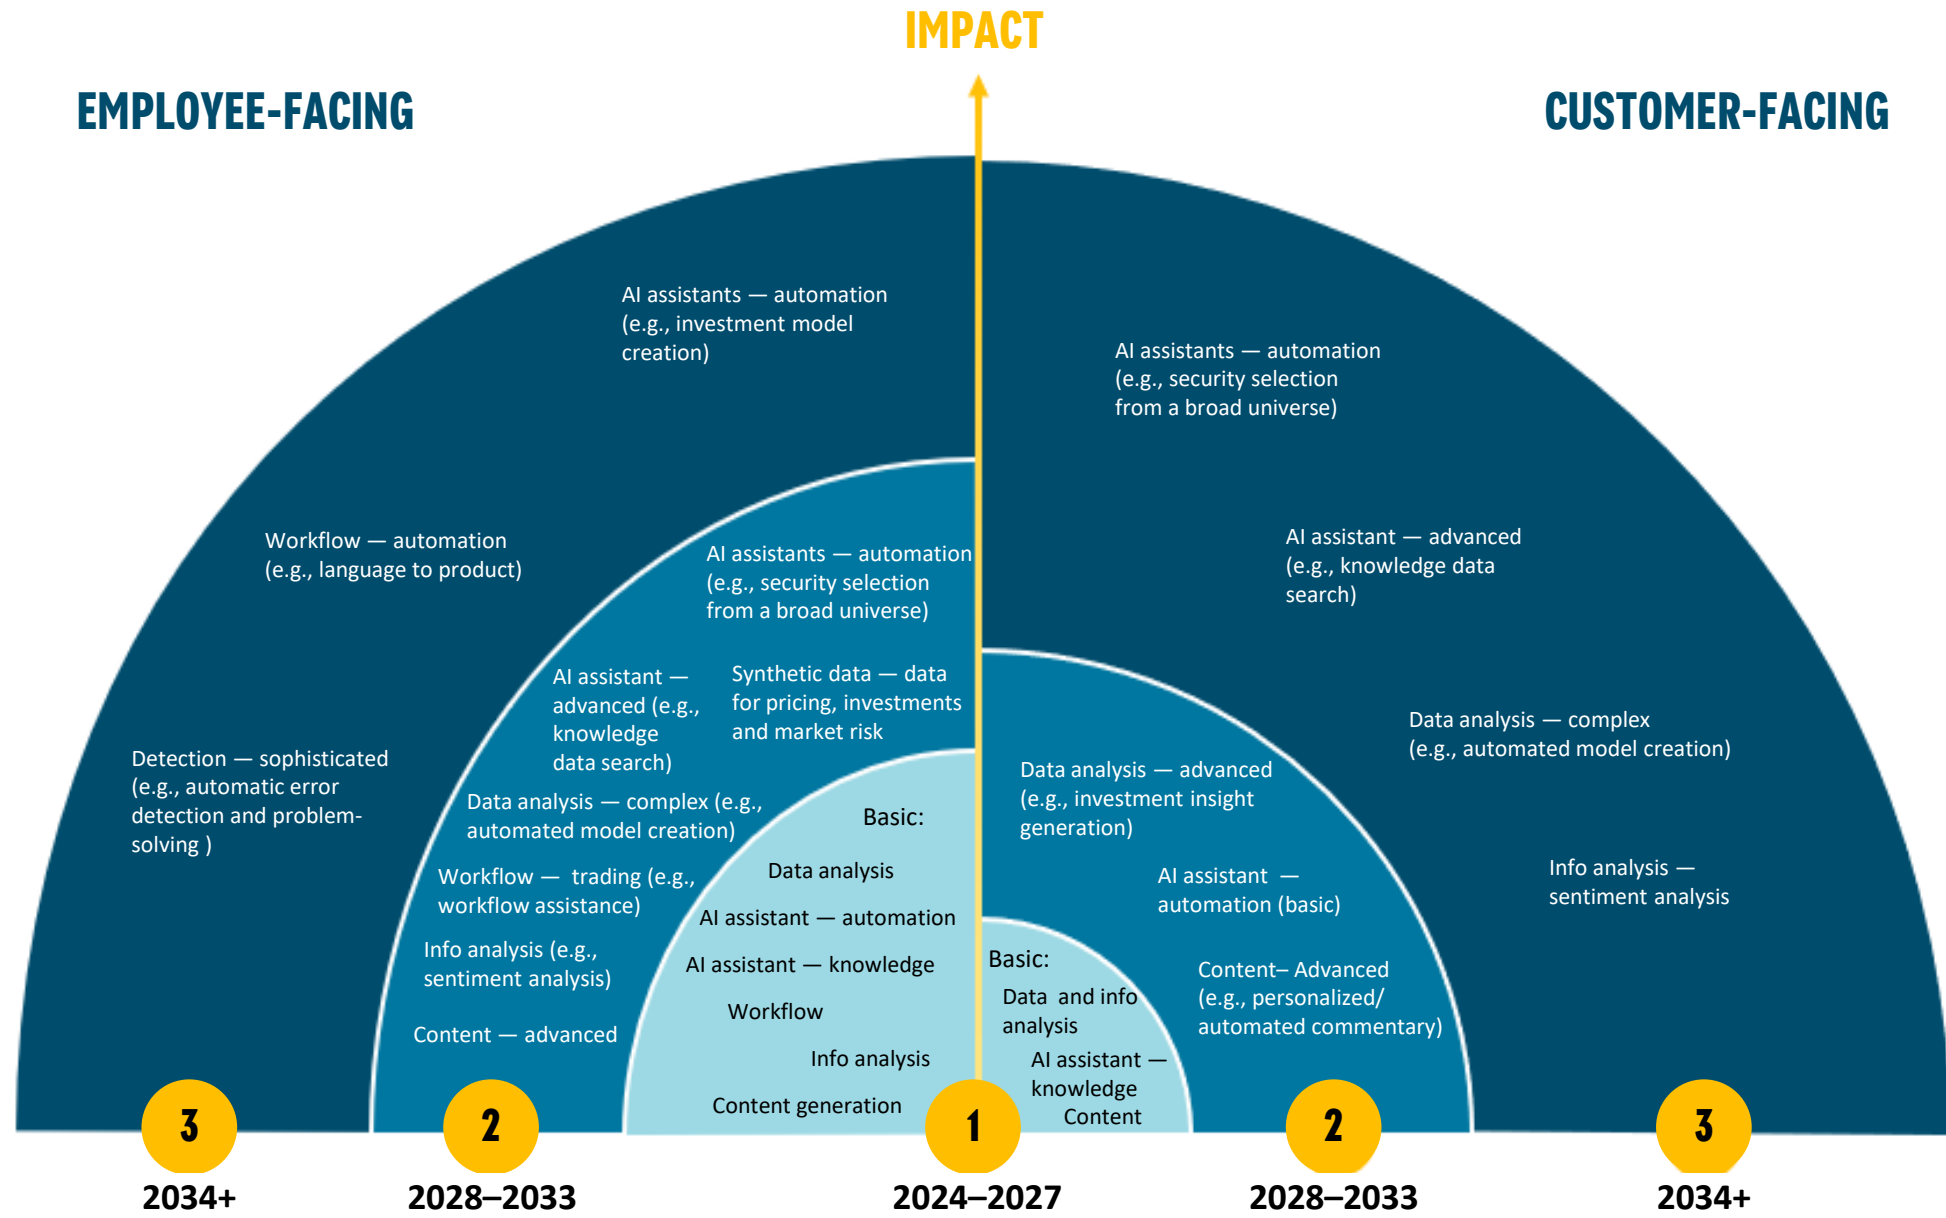 IMPACT
EMPLOYEE-FACING
CUSTOMER-FACING
AI assistants — automation
(e.g., investment model
creation)
Workflow — automation
(e.g., language to product)
Detection — sophisticated
(e.g., automatic error
detection and problem-
solving )
AI assistants — automation
(e.g., security selection
from a broad universe)
AI assistant —
advanced (e.g.,
knowledge
data search)
Synthetic data — data
for pricing, investments
and market risk
Data analysis — complex (e.g.,
automated model creation)
Workflow —  trading (e.g.,
workflow assistance)
Info analysis (e.g.,
sentiment analysis)
Content — advanced
Basic:
Data analysis
AI assistant — automation
AI assistant — knowledge
Workflow
Info analysis
Content generation
Basic:
Data  and info
analysis
AI assistant —
knowledge
Content
Data analysis — advanced
(e.g., investment insight
generation)
AI assistant  —
automation (basic)
Content– Advanced
(e.g., personalized/
automated commentary)
AI assistants — automation
(e.g., security selection
from a broad universe)
AI assistant — advanced
(e.g., knowledge data
search)
Data analysis — complex
(e.g., automated model creation)
Info analysis —
sentiment analysis
3
2
1
2
3
2034+
2028–2033
2024–2027
2028–2033
2034+